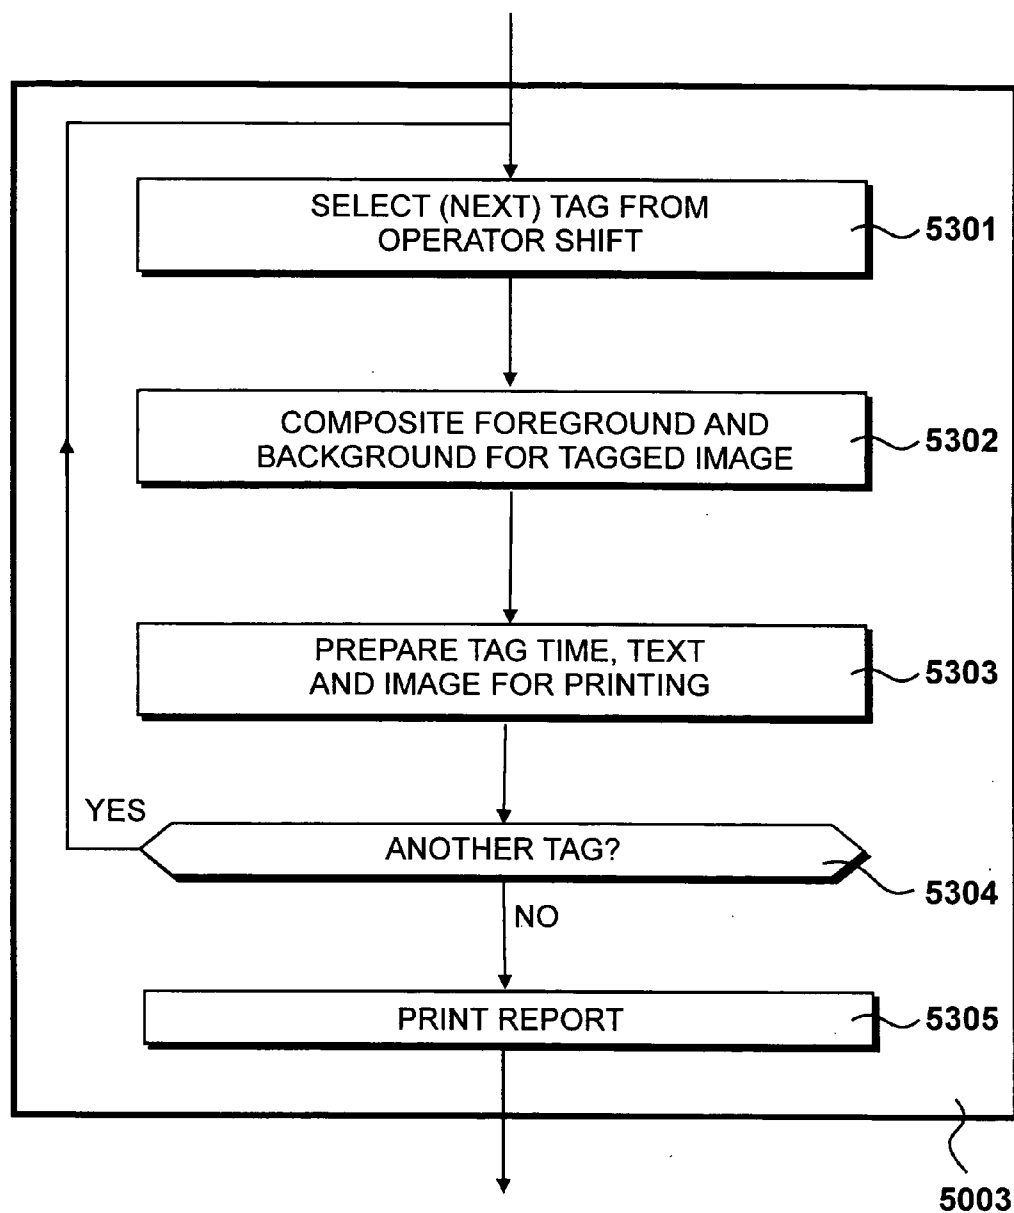 SELECT (NEXT) TAG FROM
OPERATOR SHIFT
5301
COMPOSITE FOREGROUND AND
BACKGROUND FOR TAGGED IMAGE
5302
PREPARE TAG TIME, TEXT
AND IMAGE FOR PRINTING
5303
YES
ANOTHER TAG?
5304
NO
PRINT REPORT
5305
5003